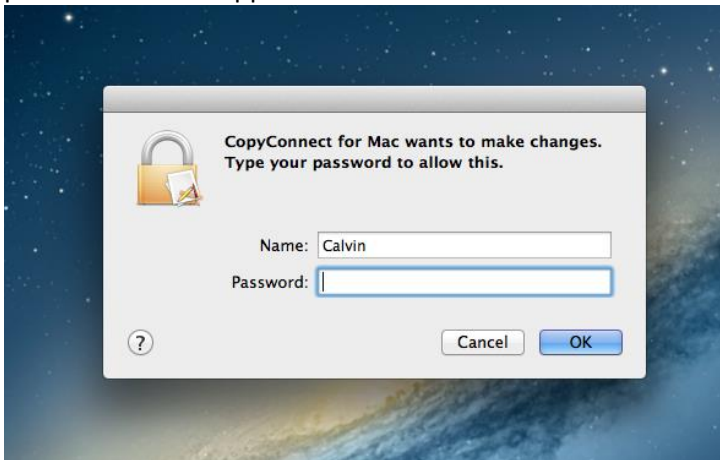 CopyConnect for Mac wants to make changes.
Type your password to allow this.
Name: Calvin
Password:
?
Cancel
OK